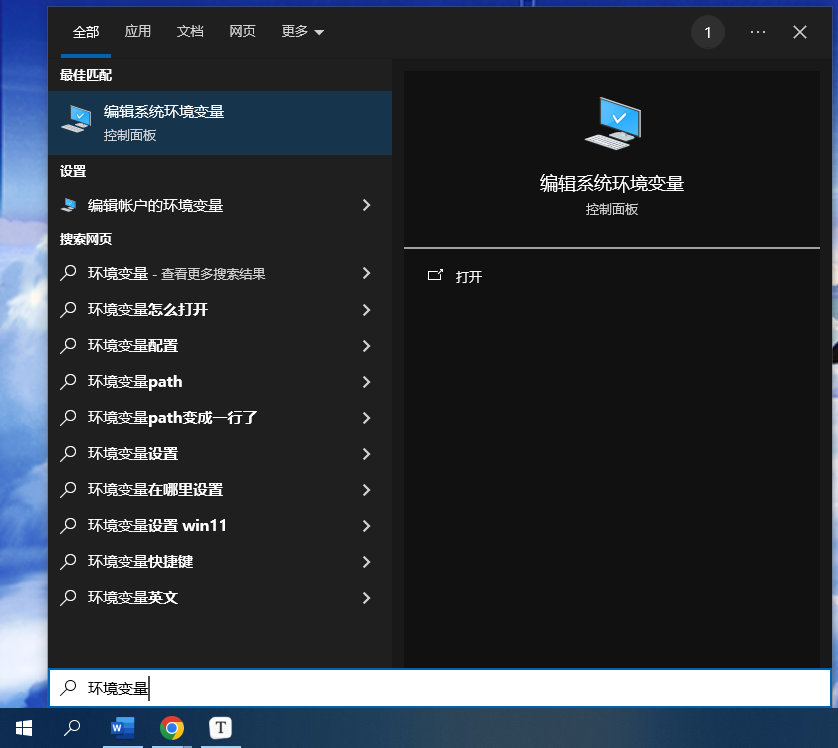 全部 应用 文档 网页 更多 1 ...
最佳匹配
编辑系统环境变量
控制面板
设置
编辑帐户的环境变量
搜索网页
环境变量 - 查看更多搜索结果
环境变量怎么打开
环境变量配置
环境变量path
环境变量path变成一行了
环境变量设置
环境变量在哪里设置
环境变量设置 win11
环境变量快捷键
环境变量英文
编辑系统环境变量
控制面板
打开
环境变量
W T